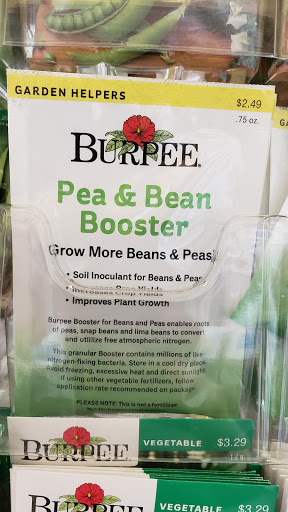 GARDEN HELPERS
$2.49
.75 oz.
GA
BURPEE®
Pea & Bean
Booster
Grow More Beans & Peas!
• Soil Inoculant for Beans & Peas
• Increases Crop Yields
• Improves Plant Growth
Burpee Booster for Beans and Peas enables roots
of peas, snap beans and lima beans to convert
and utilize free atmospheric nitrogen.
This granular Booster contains millions of live
nitrogen-fixing bacteria. Store in a cool dry place.
Avoid freezing, excessive heat and direct sunlight.
If using other vegetable fertilizers, follow
application rate recommended on package.
PLEASE NOTE: This is not a fertilizer.
BURPEE
VEGETABLE $3.29
BURPEE
VEGETABLE $3.29